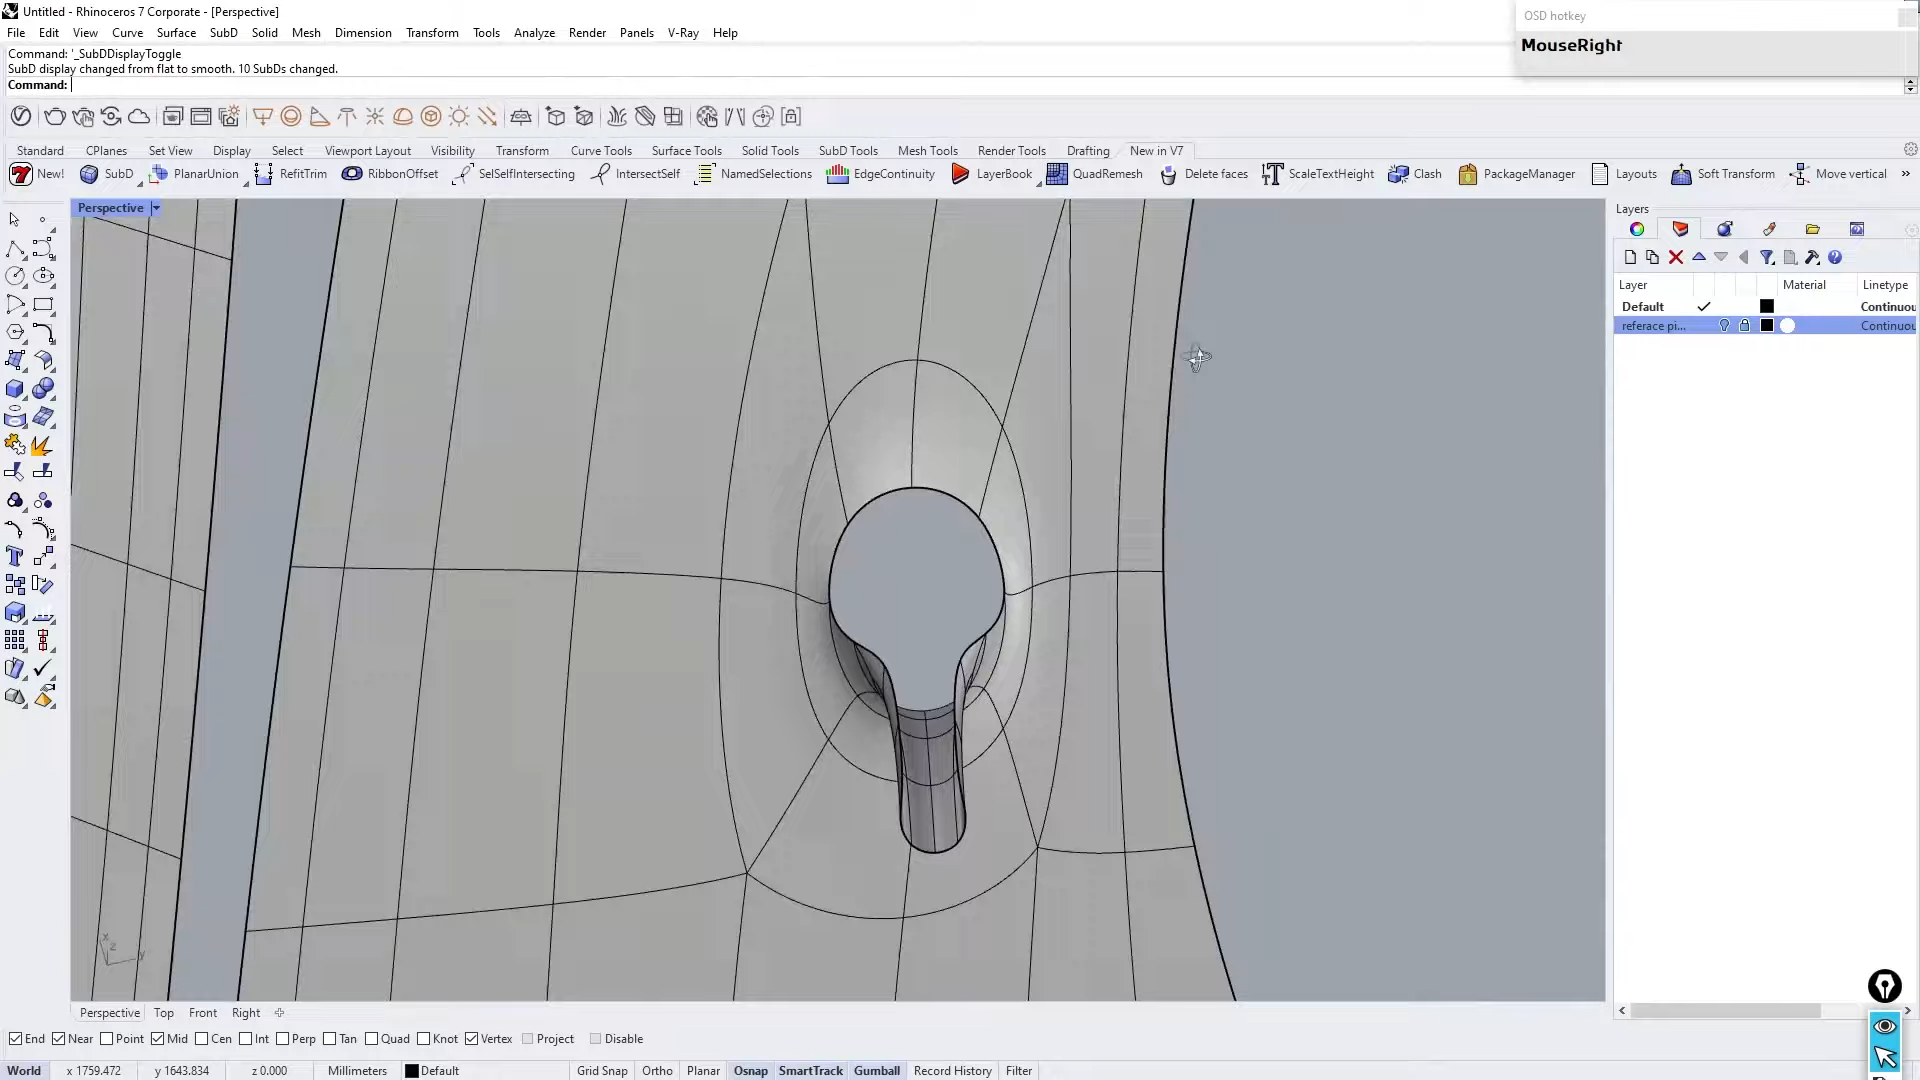 Untitled - Rhinoceros 7 Corporate - [Perspective]
OSD hotkey
MouseRight
File Edit View Curve Surface SubD Solid Mesh Dimension Transform Tools Analyze Render Panels V-Ray Help
Command: '_SubDDisplayToggle
SubD display changed from flat to smooth. 10 SubDs changed.
Command:
Standard CPlanes Set View Display Select Viewport Layout Visibility Transform Curve Tools Surface Tools Solid Tools SubD Tools Mesh Tools Render Tools Drafting New in V7
New! SubD PlanarUnion RefitTrim RibbonOffset SelSelfIntersecting IntersectSelf NamedSelections EdgeContinuity LayerBook QuadRemesh Delete faces ScaleTextHeight Clash PackageManager Layouts Soft Transform Move vertical »
Perspective
Layers
Layer Material Linetype
Default Continuou
referace pi... Continuou
x z y
Perspective Top Front Right
End Near Point Mid Cen Int Perp Tan Quad Knot Vertex Project Disable
World x 1759.472 y 1643.834 z 0.000 Millimeters Default Grid Snap Ortho Planar Osnap SmartTrack Gumball Record History Filter